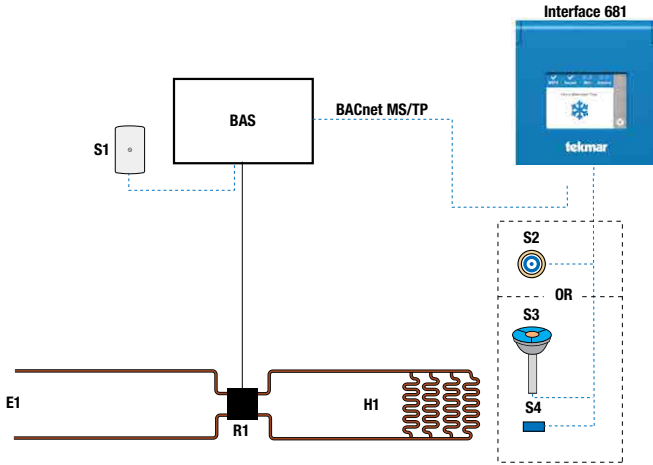 Interface 681
BAS
BACnet MS/TP
S1
tekmar
S2
OR
S3
E1
H1
S4
R1